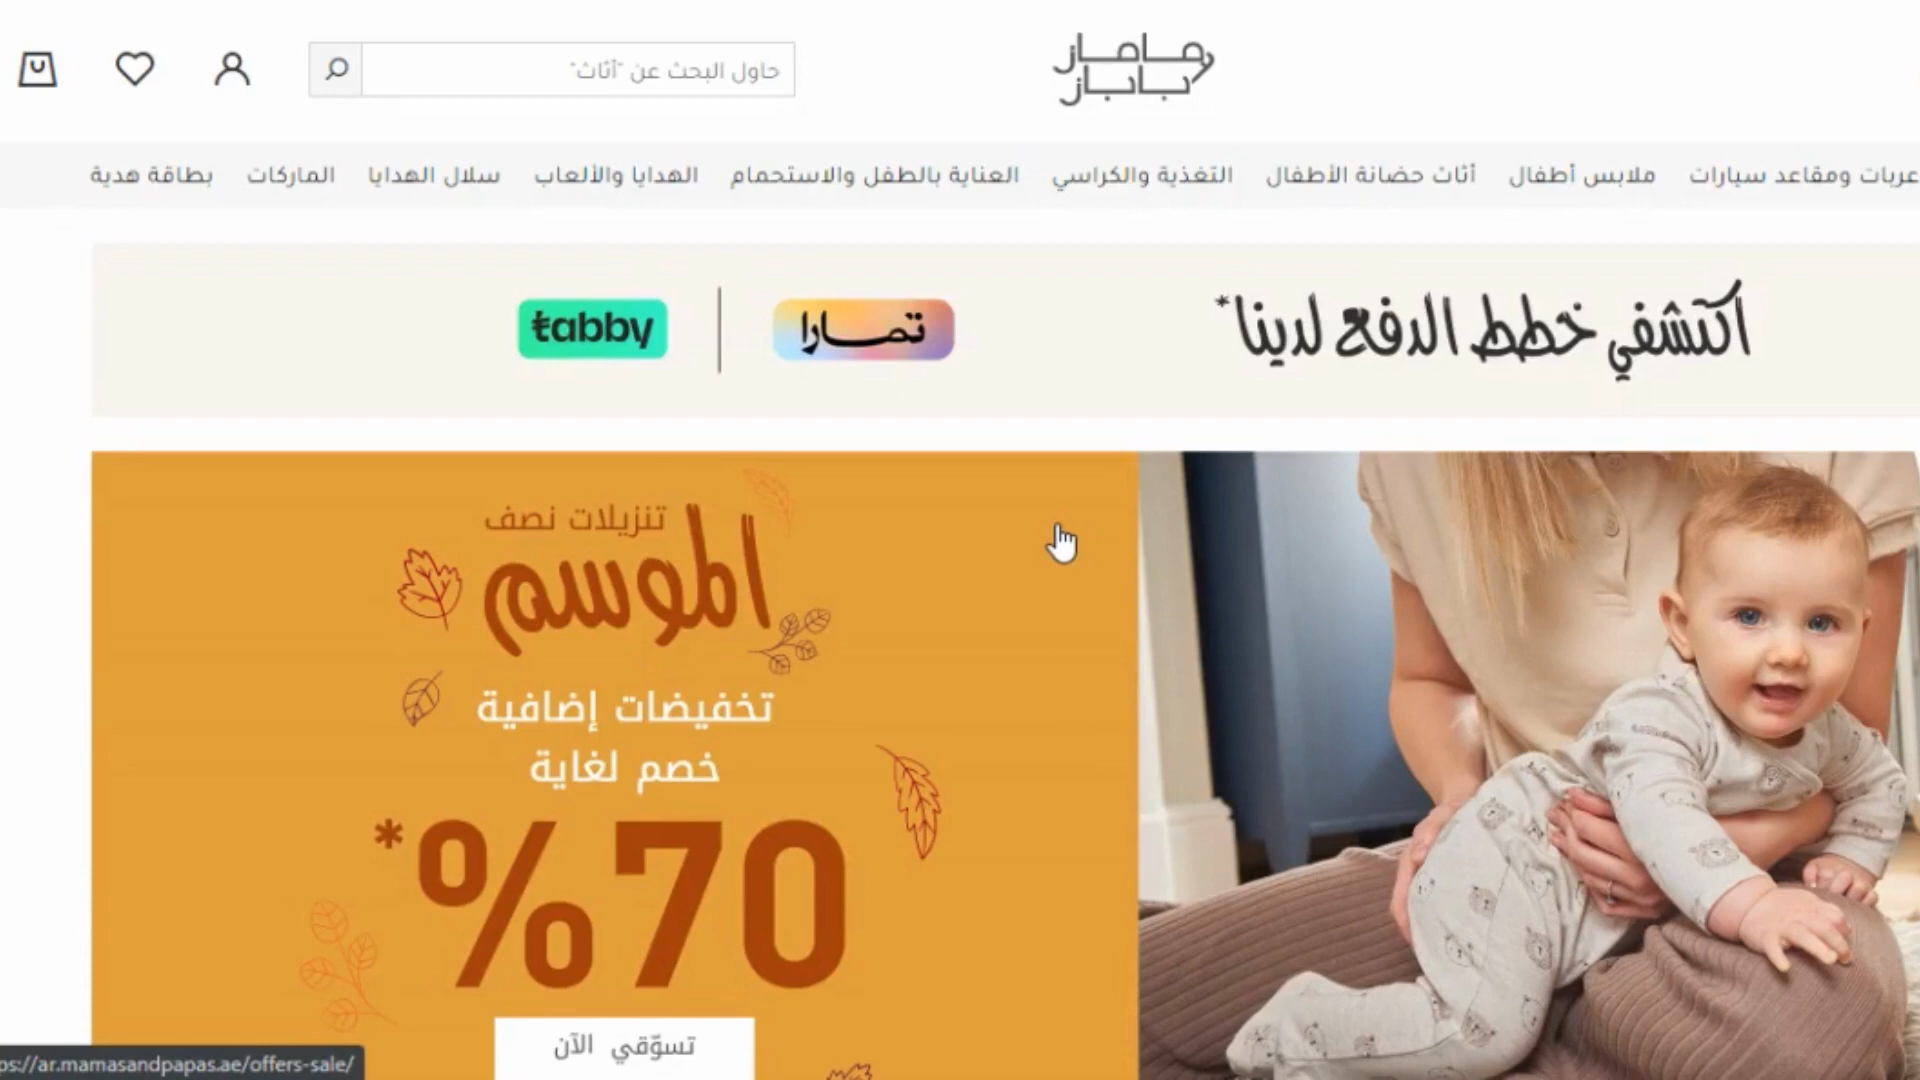 حاول البحث عن "أثاث"
ماماز
باباز
عربات ومقاعد سيارات ملابس أطفال أثاث حضانة الأطفال التغذية والكراسي العناية بالطفل والاستحمام الهدايا والألعاب سلال الهدايا الماركات بطاقة هدية
اكتشفي خطط الدفع لدينا*
تمارا
tabby
تنزيلات نصف
الموسم
تخفيضات إضافية
خصم لغاية
70%*
تسوّقي الآن
ps://ar.mamasandpapas.ae/offers-sale/